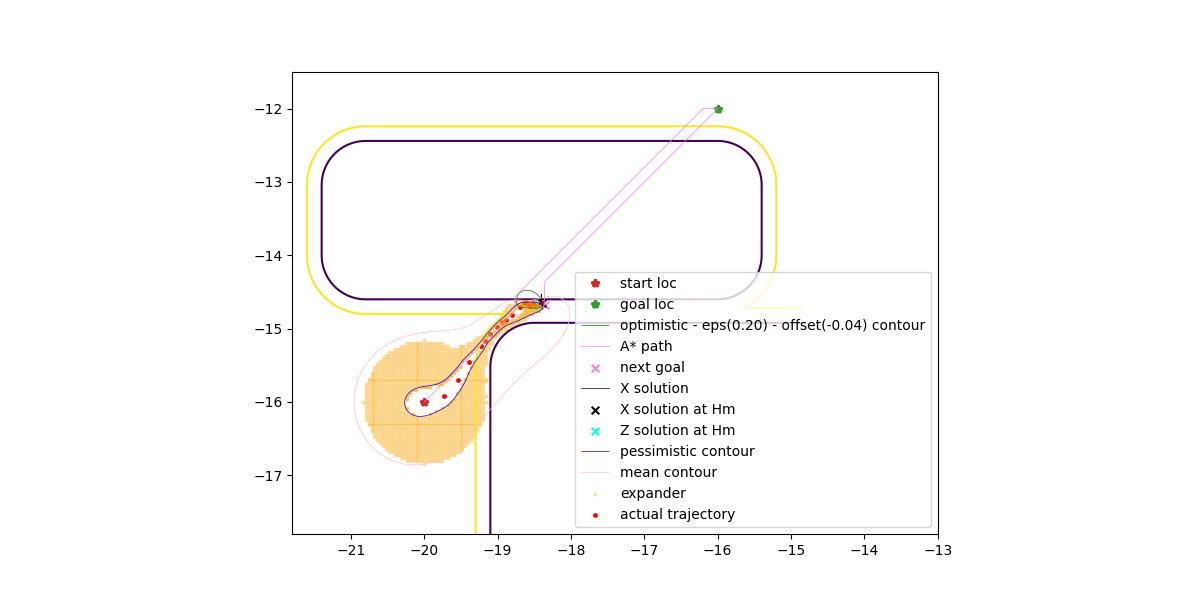 −12
−13
−14
−15
−16
−17
start loc
goal loc
optimistic - eps(0.20) - offset(-0.04) contour
A* path
next goal
X solution
X solution at Hm
Z solution at Hm
pessimistic contour
mean contour
expander
actual trajectory
−21 −20 −19 −18 −17 −16 −15 −14 −13